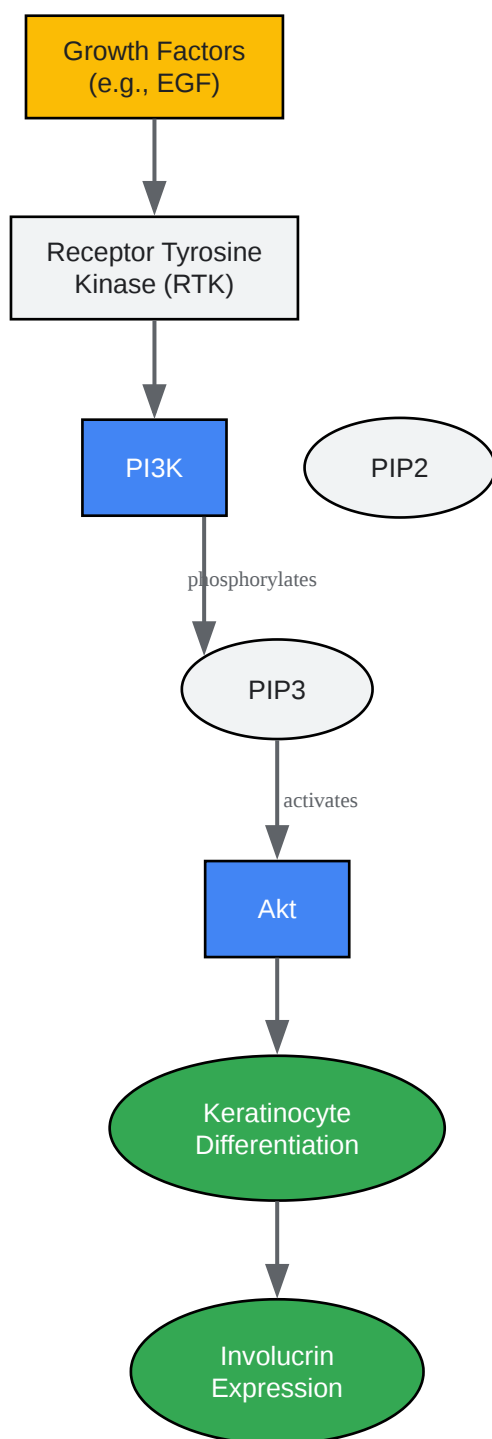 Growth Factors
(e.g., EGF)
Receptor Tyrosine
Kinase (RTK)
PI3K
PIP2
phosphorylates
PIP3
activates
Akt
Keratinocyte
Differentiation
Involucrin
Expression